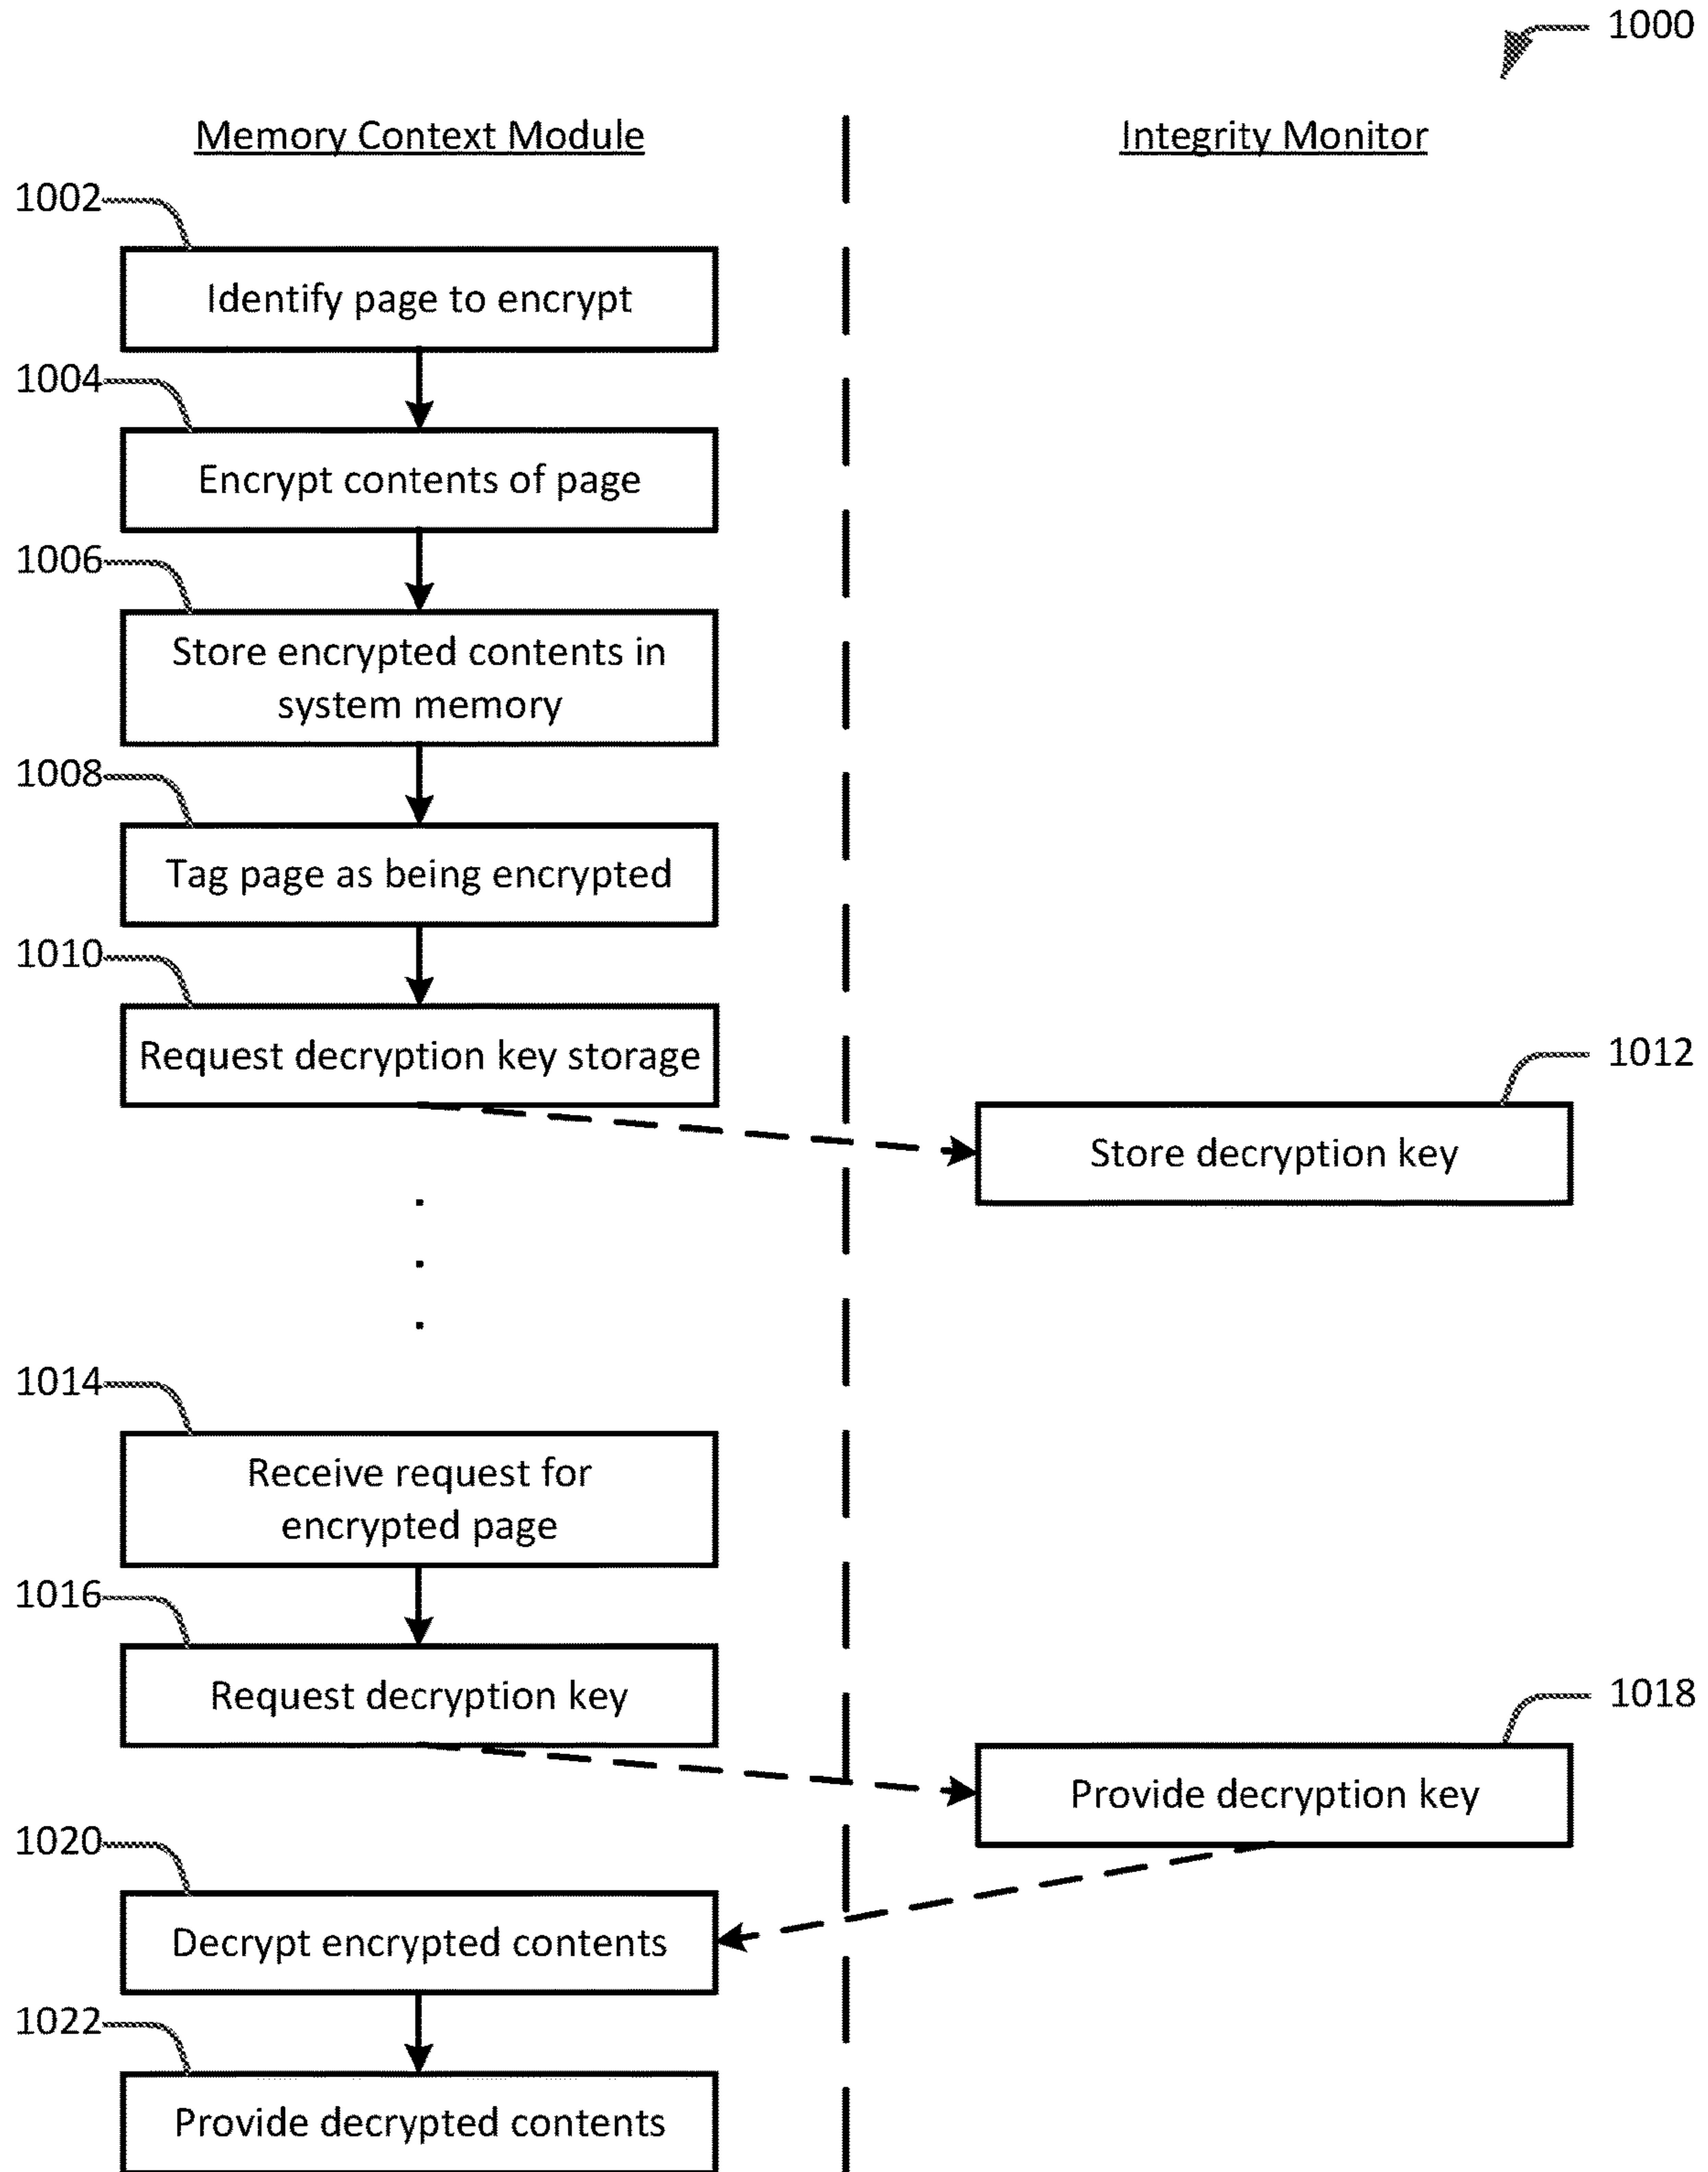 1000
Memory Context Module
Integrity Monitor
1002
Identify page to encrypt
1004
Encrypt contents of page
1006
Store encrypted contents in
system memory
1008
Tag page as being encrypted
1010
Request decryption key storage
1012
Store decryption key
1014
Receive request for
encrypted page
1016
Request decryption key
1018
Provide decryption key
1020
Decrypt encrypted contents
1022
Provide decrypted contents